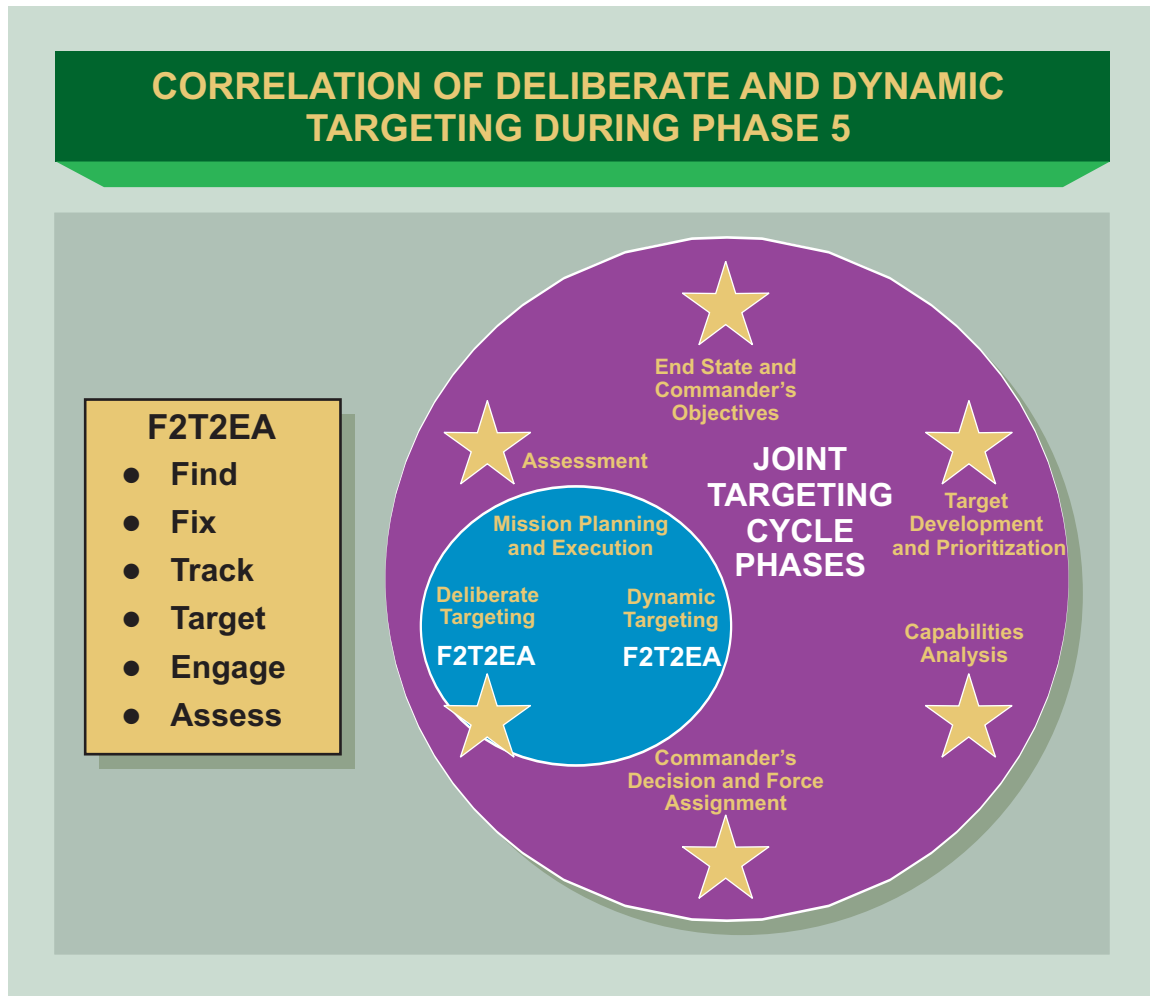 CORRELATION OF DELIBERATE AND DYNAMIC
TARGETING DURING PHASE 5
F2T2EA
● Find
● Fix
● Track
● Target
● Engage
● Assess
End State and
Commander’s
Objectives
JOINT
TARGETING
CYCLE
PHASES
Target
Development
and Prioritization
Capabilities
Analysis
Commander’s
Decision and Force
Assignment
Assessment
Mission Planning
and Execution
Deliberate
Targeting
F2T2EA
Dynamic
Targeting
F2T2EA